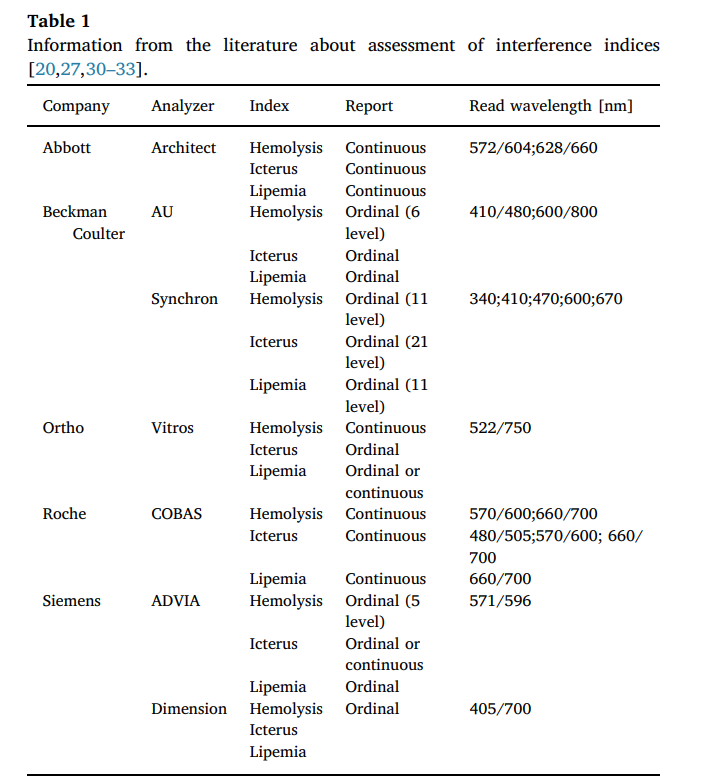 Table 1
Information from the literature about assessment of interference indices
[20,27,30–33].
Company Analyzer Index Report Read wavelength [nm]
Abbott Architect Hemolysis Continuous 572/604;628/660
Icterus Continuous
Lipemia Continuous
Beckman AU Hemolysis Ordinal (6 410/480;600/800
Coulter level)
Icterus Ordinal
Lipemia Ordinal
Synchron Hemolysis Ordinal (11 340;410;470;600;670
level)
Icterus Ordinal (21
level)
Lipemia Ordinal (11
level)
Ortho Vitros Hemolysis Continuous 522/750
Icterus Ordinal
Lipemia Ordinal or
continuous
Roche COBAS Hemolysis Continuous 570/600;660/700
Icterus Continuous 480/505;570/600; 660/
700
Lipemia Continuous 660/700
Siemens ADVIA Hemolysis Ordinal (5 571/596
level)
Icterus Ordinal or
continuous
Lipemia Ordinal
Dimension Hemolysis Ordinal 405/700
Icterus
Lipemia